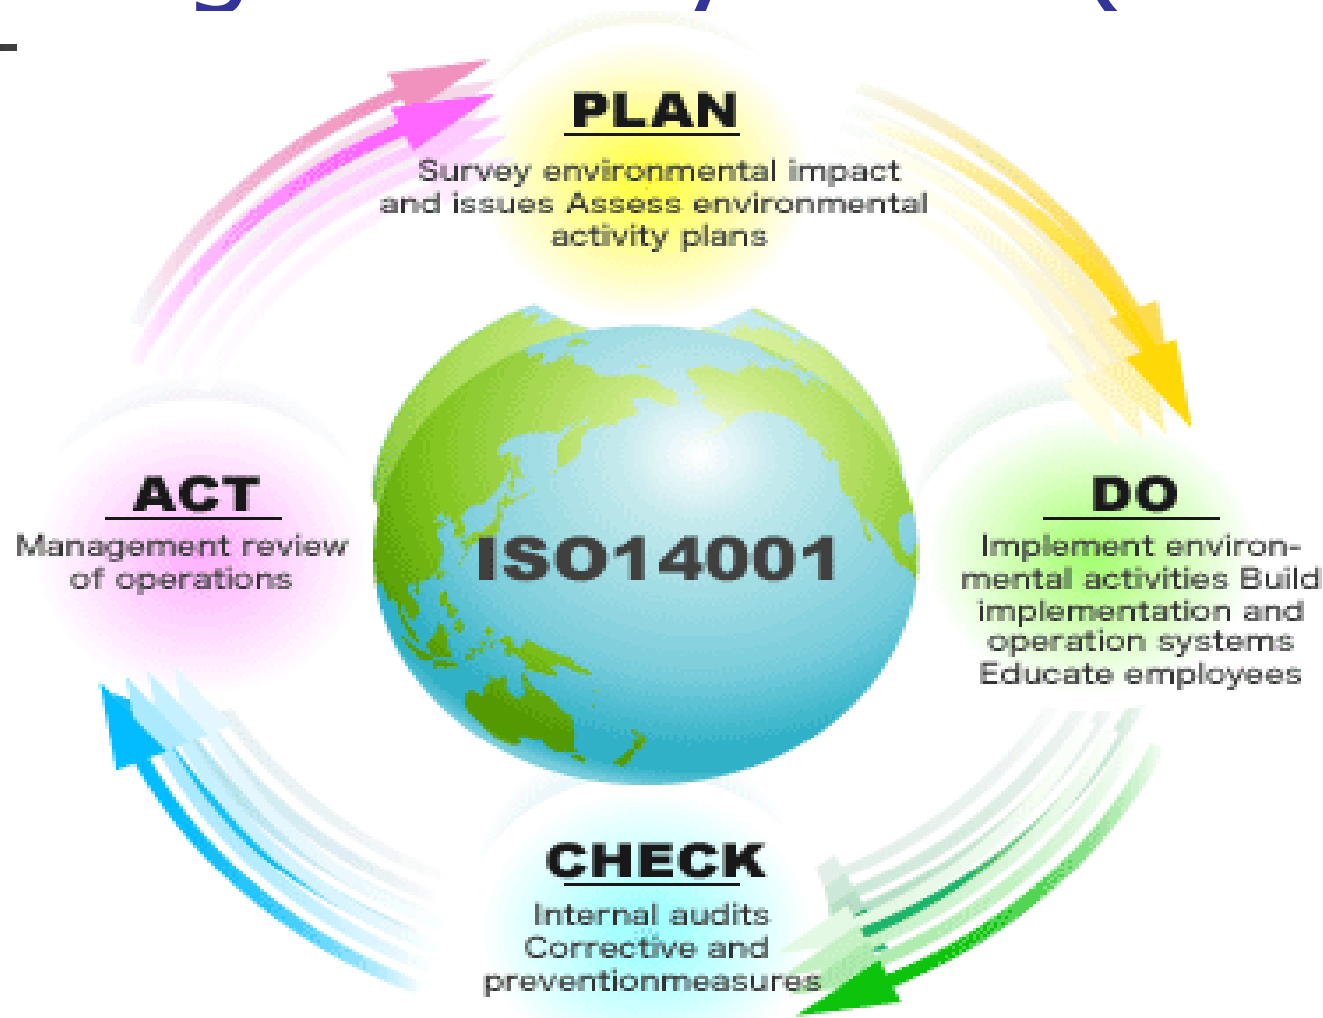 PLAN
Survey environmental impact
and issues Assess environmental
activity plans
ACT
Management review
of operations
ISO14001
DO
Implement environ-
mental activities Build
implementation and
operation systems
Educate employees
CHECK
Internal audits
Corrective and
preventionmeasures